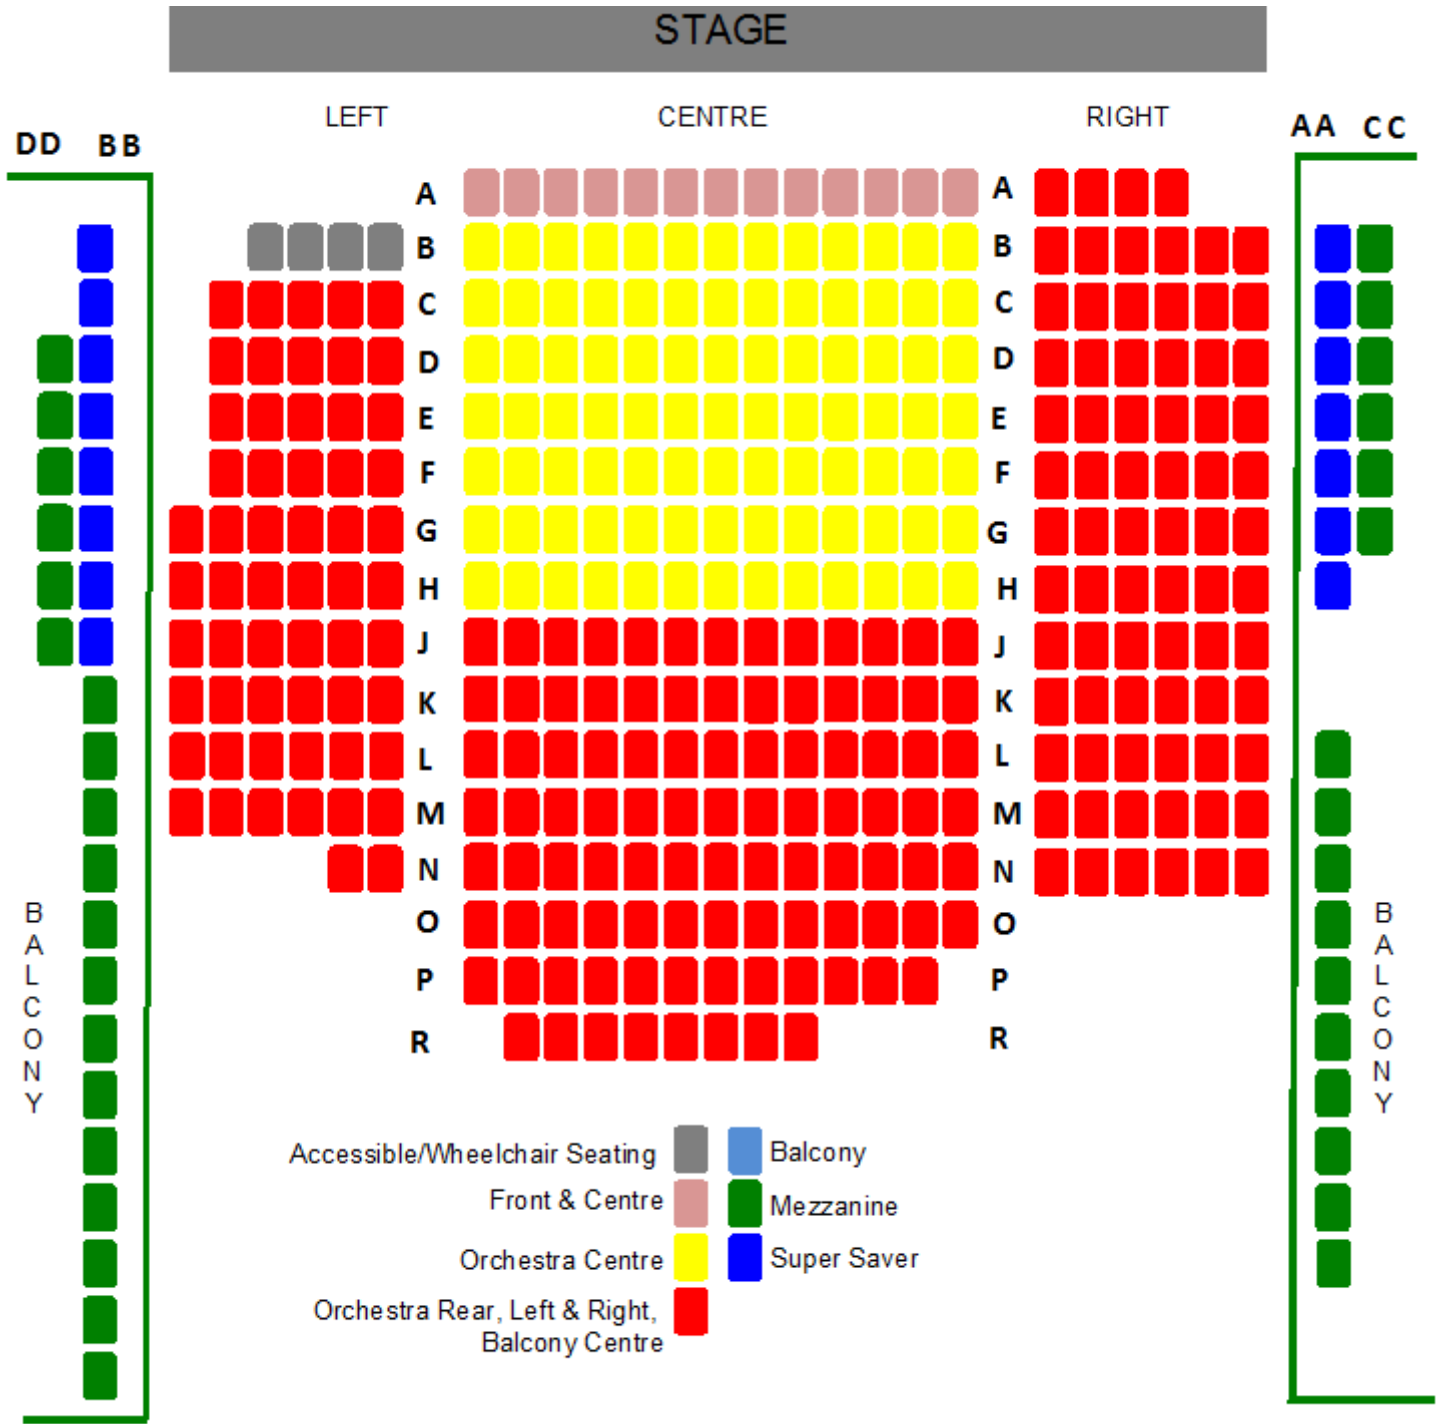 STAGE
LEFT
CENTRE
RIGHT
DD
BB
AA
CC
A
A
B
B
C
C
D
D
E
E
F
F
G
G
H
H
J
J
K
K
L
L
M
M
N
N
O
O
P
P
R
R
BALCONY
BALCONY
Accessible/Wheelchair Seating
Balcony
Front & Centre
Mezzanine
Orchestra Centre
Super Saver
Orchestra Rear, Left & Right,
Balcony Centre